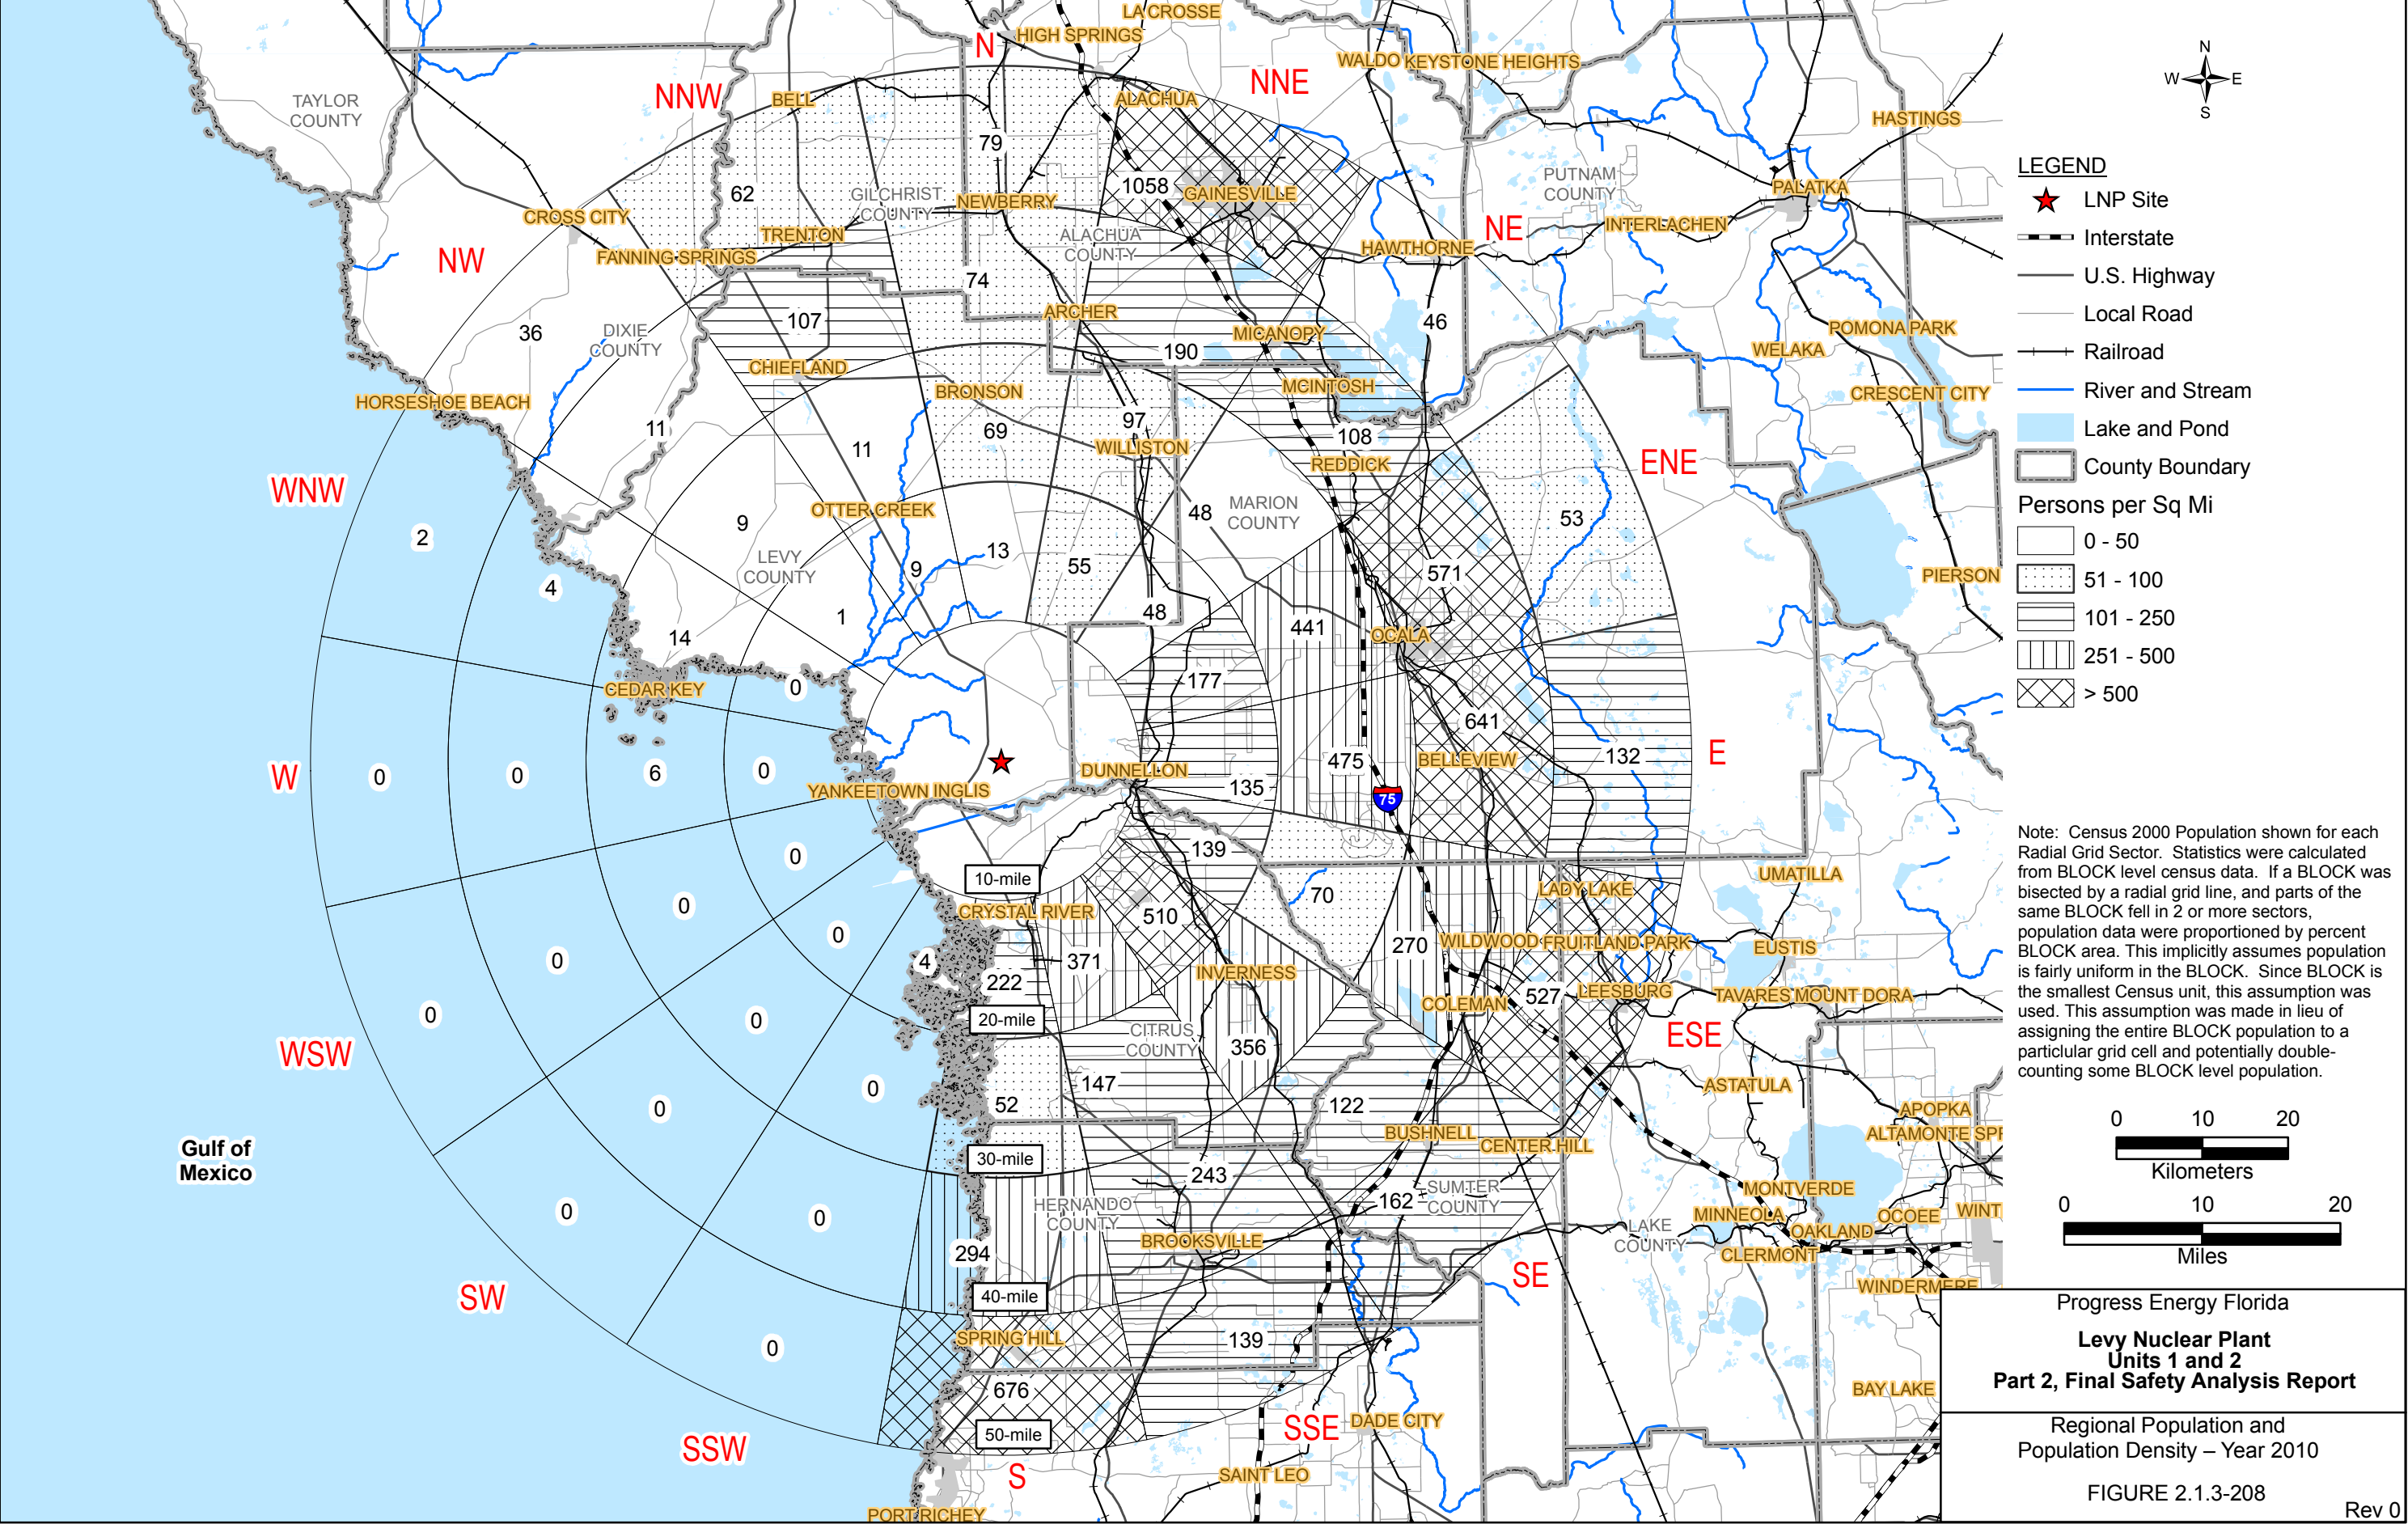 LA CROSSE
HIGH SPRINGS
N
WALDO
KEYSTONE HEIGHTS
NNE
NNW
BELL
ALACHUA
TAYLOR
COUNTY
HASTINGS
79
62
1058
GAINESVILLE
GILCHRIST
COUNTY
NEWBERRY
PUTNAM
COUNTY
PALATKA
CROSS CITY
TRENTON
ALACHUA
COUNTY
NE
INTERLACHEN
HAWTHORNE
FANNING SPRINGS
NW
74
ARCHER
107
46
36
DIXIE
COUNTY
MICANOPY
190
POMONA PARK
WELAKA
CHIEFLAND
BRONSON
MCINTOSH
CRESCENT CITY
HORSESHOE BEACH
11
11
69
97
WILLISTON
108
REDDICK
ENE
WNW
OTTER CREEK
9
48
MARION
COUNTY
53
2
LEVY
COUNTY
13
9
55
571
PIERSON
4
1
48
14
441
OCALA
177
CEDAR KEY
0
641
W
0
0
6
0
YANKEETOWN
INGLIS
DUNNELLON
135
475
BELLEVIEW
132
E
75
0
139
10-mile
0
0
CRYSTAL RIVER
510
70
LADY LAKE
UMATILLA
0
4
222
371
INVERNESS
270
WILDWOOD
FRUITLAND PARK
EUSTIS
0
0
20-mile
CITRUS
COUNTY
356
COLEMAN
527
LEESBURG
TAVARES
MOUNT DORA
WSW
ESE
0
0
52
147
122
ASTATULA
APOPKA
ALTAMONTE SPR
Gulf of
Mexico
30-mile
BUSHNELL
CENTER HILL
243
162
SUMTER
COUNTY
HERNANDO
COUNTY
0
0
MONTVERDE
MINNEOLA
OAKLAND
OCOEE
WINT
LAKE
COUNTY
CLERMONT
BROOKSVILLE
294
SW
40-mile
SE
WINDERMERE
0
SPRING HILL
139
676
50-mile
BAY LAKE
SSW
SSE
DADE CITY
S
SAINT LEO
PORT RICHEY
N
W
E
S
LEGEND
LNP Site
Interstate
U.S. Highway
Local Road
Railroad
River and Stream
Lake and Pond
County Boundary
Persons per Sq Mi
0 - 50
51 - 100
101 - 250
251 - 500
> 500
Note: Census 2000 Population shown for each
Radial Grid Sector. Statistics were calculated
from BLOCK level census data. If a BLOCK was
bisected by a radial grid line, and parts of the
same BLOCK fell in 2 or more sectors,
population data were proportioned by percent
BLOCK area. This implicitly assumes population
is fairly uniform in the BLOCK. Since BLOCK is
the smallest Census unit, this assumption was
used. This assumption was made in lieu of
assigning the entire BLOCK population to a
particlular grid cell and potentially double-
counting some BLOCK level population.
0 10 20
Kilometers
0 10 20
Miles
Progress Energy Florida
Levy Nuclear Plant
Units 1 and 2
Part 2, Final Safety Analysis Report
Regional Population and
Population Density – Year 2010
FIGURE 2.1.3-208
Rev 0